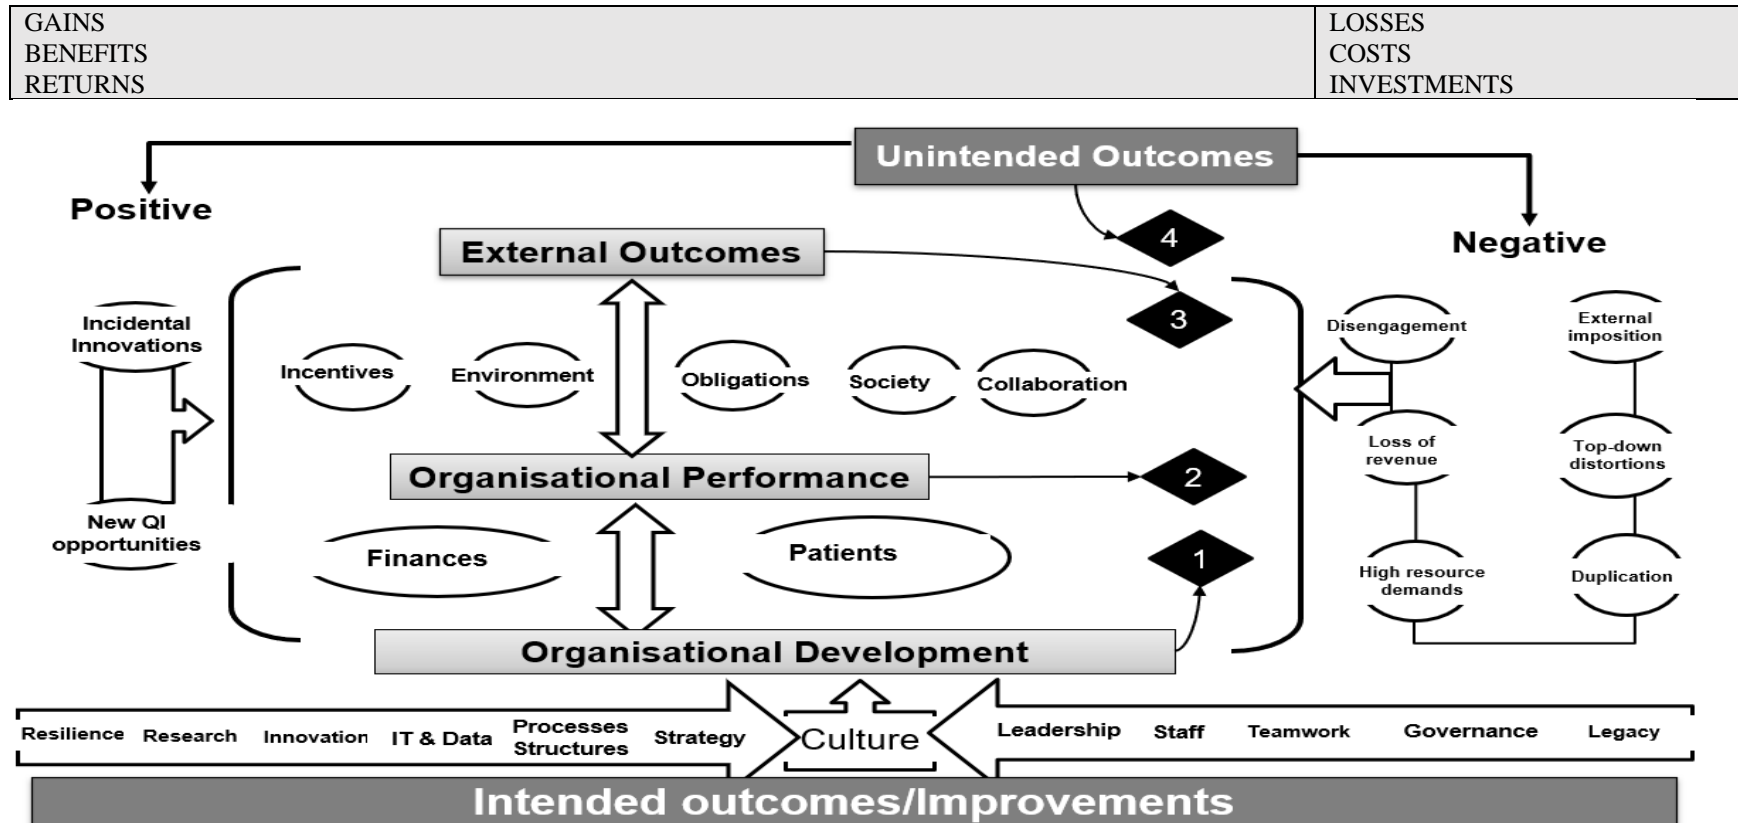 GAINS
BENEFITS
RETURNS
LOSSES
COSTS
INVESTMENTS
Unintended Outcomes
Positive
Negative
4
External Outcomes
3
Incidental
Innovations
Incentives
Environment
Obligations
Society
Collaboration
Disengagement
External
imposition
Organisational Performance
2
Loss of
revenue
Top-down
distortions
New QI
opportunities
Finances
Patients
1
High resource
demands
Duplication
Organisational Development
Resilience
Research
Innovation
IT & Data
Processes
Structures
Strategy
Culture
Leadership
Staff
Teamwork
Governance
Legacy
Intended outcomes/Improvements